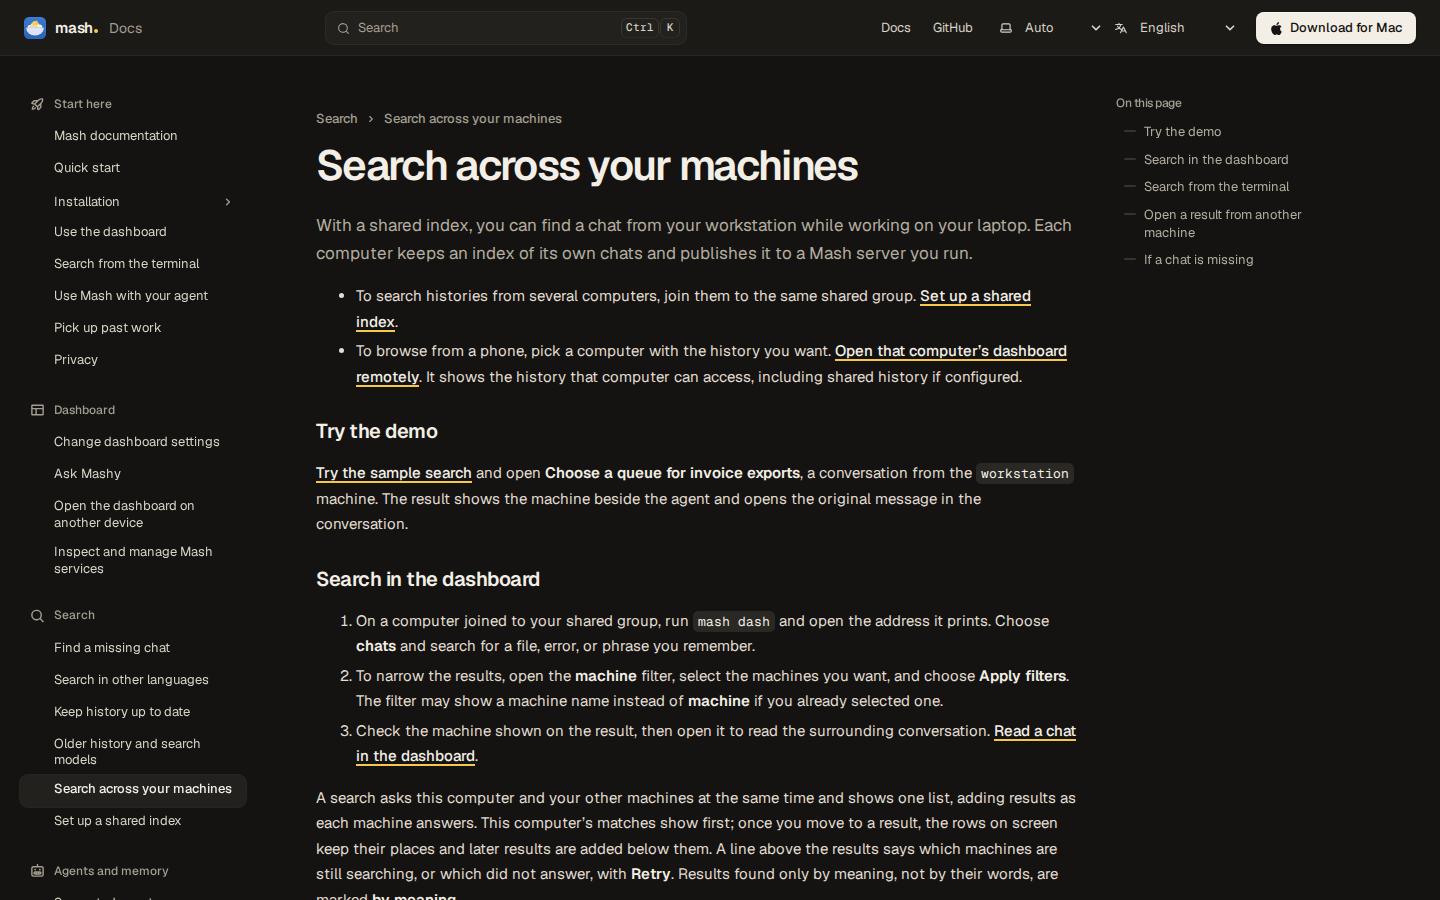 mash. Docs
Search
Ctrl K
Docs
GitHub
Auto
English
Download for Mac
Start here
Mash documentation
Quick start
Installation
Use the dashboard
Search from the terminal
Use Mash with your agent
Pick up past work
Privacy
Dashboard
Change dashboard settings
Ask Mashy
Open the dashboard on
another device
Inspect and manage Mash
services
Search
Find a missing chat
Search in other languages
Keep history up to date
Older history and search
models
Search across your machines
Set up a shared index
Agents and memory
Search › Search across your machines
Search across your machines
With a shared index, you can find a chat from your workstation while working on your laptop. Each
computer keeps an index of its own chats and publishes it to a Mash server you run.
• To search histories from several computers, join them to the same shared group. Set up a shared
index.
• To browse from a phone, pick a computer with the history you want. Open that computer’s dashboard
remotely. It shows the history that computer can access, including shared history if configured.
Try the demo
Try the sample search and open Choose a queue for invoice exports, a conversation from the workstation
machine. The result shows the machine beside the agent and opens the original message in the
conversation.
Search in the dashboard
1. On a computer joined to your shared group, run mash dash and open the address it prints. Choose
chats and search for a file, error, or phrase you remember.
2. To narrow the results, open the machine filter, select the machines you want, and choose Apply filters.
The filter may show a machine name instead of machine if you already selected one.
3. Check the machine shown on the result, then open it to read the surrounding conversation. Read a chat
in the dashboard.
A search asks this computer and your other machines at the same time and shows one list, adding results as
each machine answers. This computer’s matches show first; once you move to a result, the rows on screen
keep their places and later results are added below them. A line above the results says which machines are
still searching, or which did not answer, with Retry. Results found only by meaning, not by their words, are
marked by meaning.
On this page
Try the demo
Search in the dashboard
Search from the terminal
Open a result from another
machine
If a chat is missing